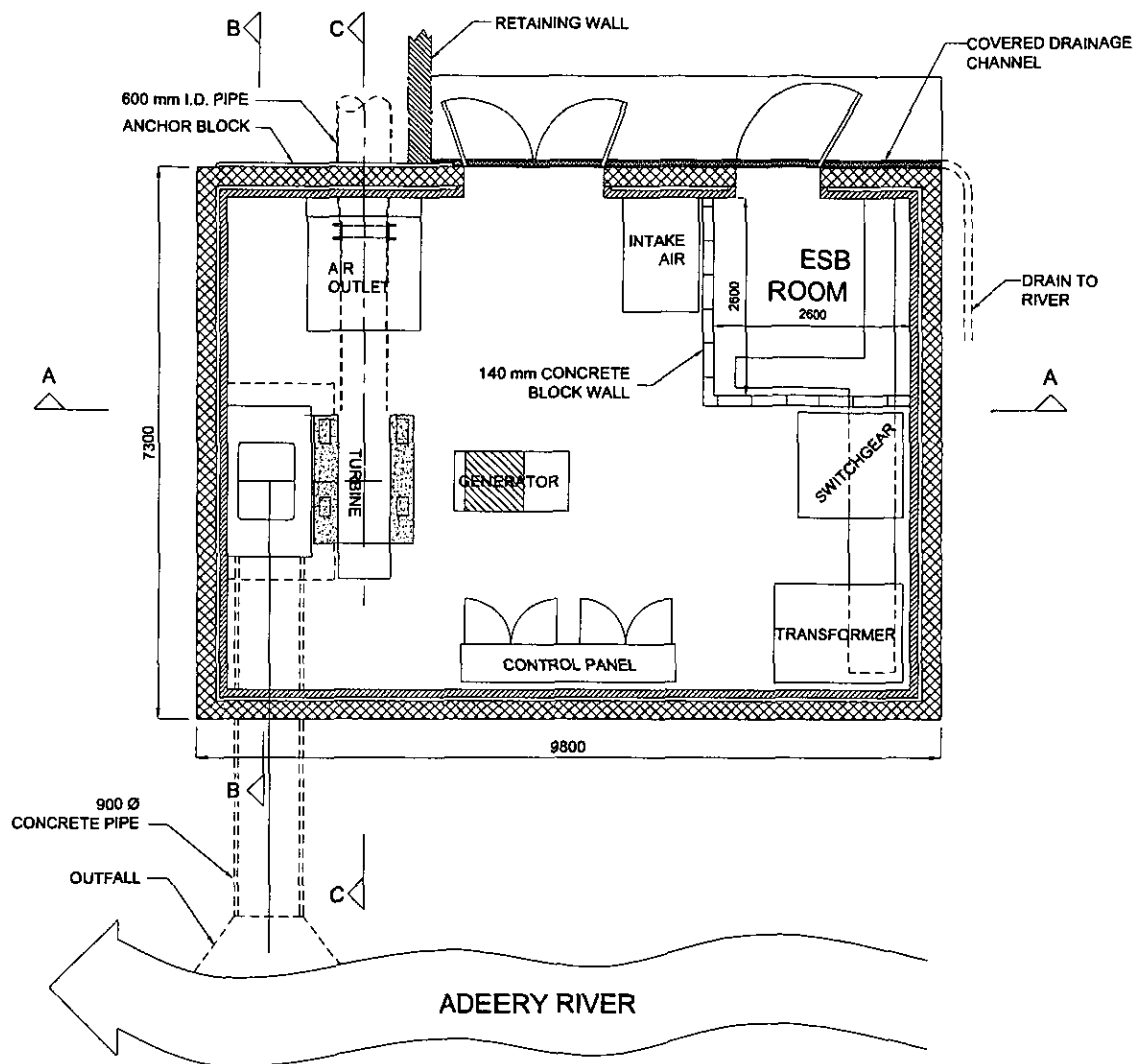 B
C
RETAINING WALL
COVERED DRAINAGE
CHANNEL
600 mm I.D. PIPE
ANCHOR BLOCK
AIR
OUTLET
INTAKE
AIR
ESB
ROOM
2600
2600
DRAIN TO
RIVER
140 mm CONCRETE
BLOCK WALL
A
A
7300
TURBINE
GENERATOR
SWITCHGEAR
TRANSFORMER
CONTROL PANEL
9800
B
900 Ø
CONCRETE PIPE
OUTFALL
C
ADEERY RIVER